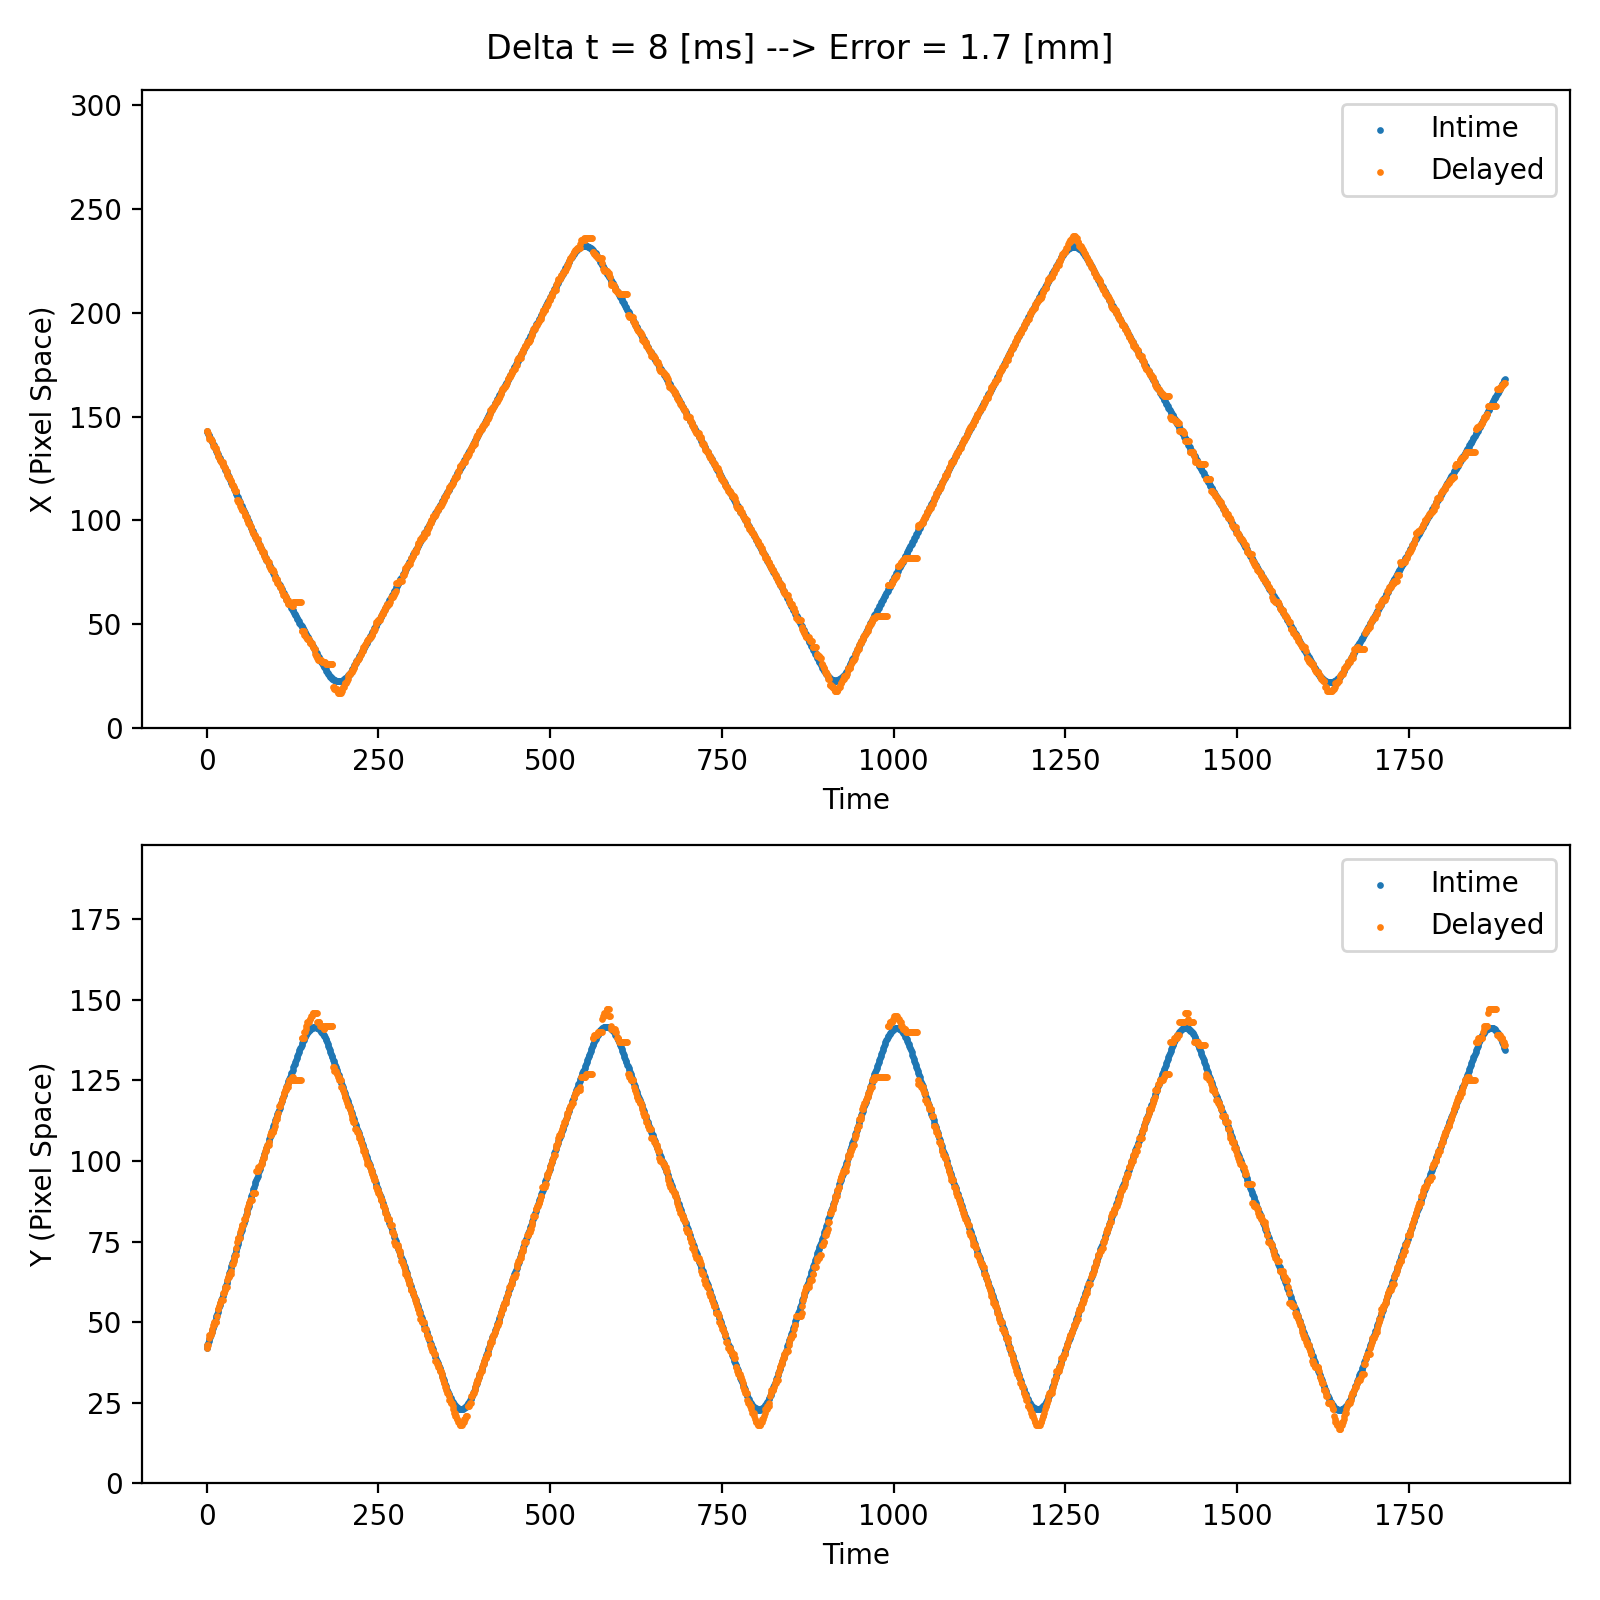 Delta t = 8 [ms] --> Error = 1.7 [mm]
300
250
200
150
100
50
0
X (Pixel Space)
Intime
Delayed
0 250 500 750 1000 1250 1500 1750
Time
175
150
125
100
75
50
25
0
Y (Pixel Space)
Intime
Delayed
0 250 500 750 1000 1250 1500 1750
Time